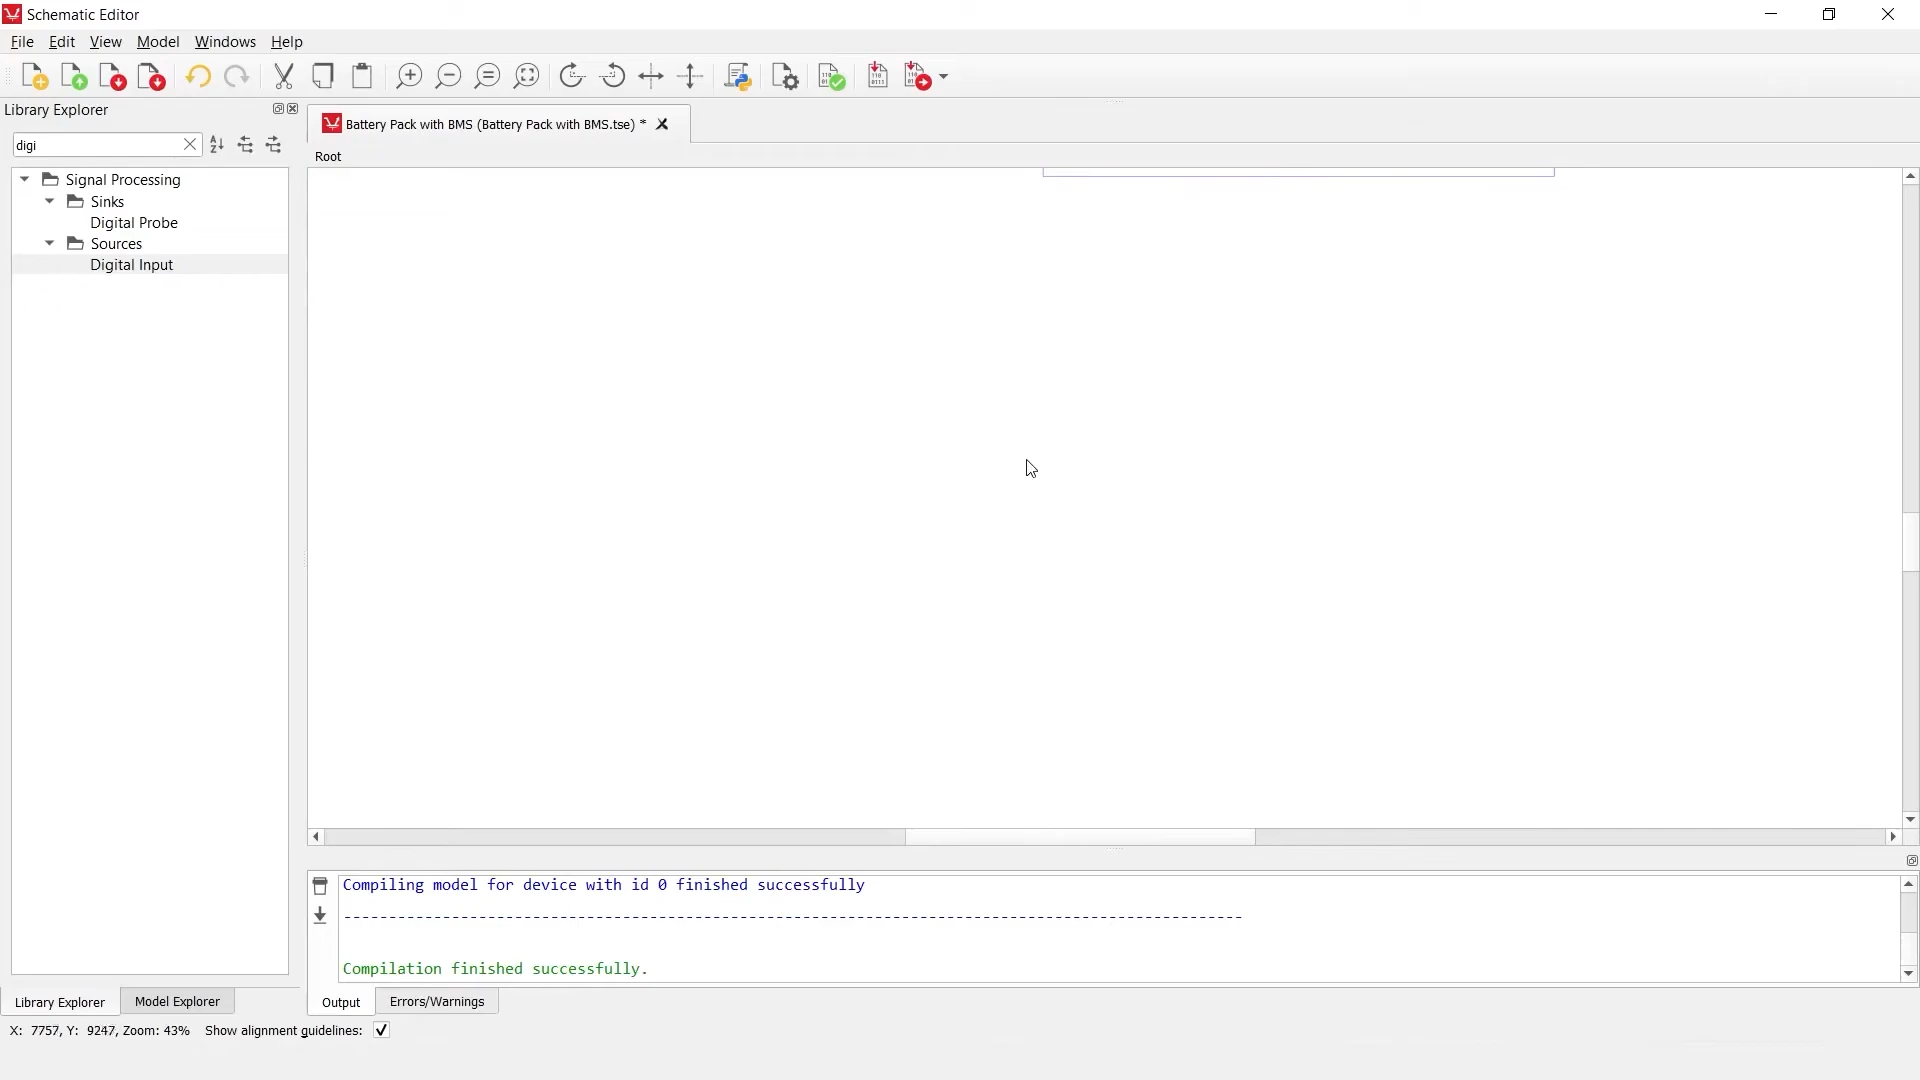 Schematic Editor
File Edit View Model Windows Help
Library Explorer
Battery Pack with BMS (Battery Pack with BMS.tse) *
digi
Root
Signal Processing
Sinks
Digital Probe
Sources
Digital Input
Compiling model for device with id 0 finished successfully
----------------------------------------------------------------------------------------------------
Compilation finished successfully.
Library Explorer Model Explorer Output Errors/Warnings
X: 7757, Y: 9247, Zoom: 43% Show alignment guidelines: